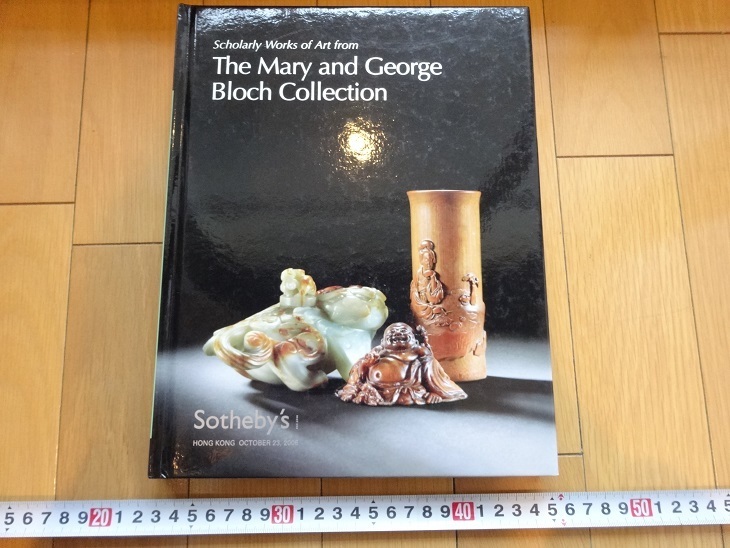 Scholarly Works of Art from
The Mary and George
Bloch Collection
Sotheby's
HONG KONG OCTOBER 23, 2005
5 6 7 8 9 20 1 2 3 4 5 6 7 8 9 30 1 2 3 4 5 6 7 8 9 40 1 2 3 4 5 6 7 8 9 50 1 2 3 4 5